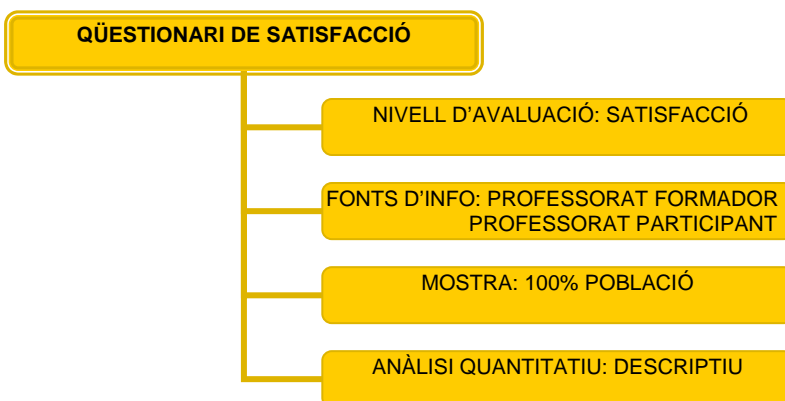 QÜESTIONARI DE SATISFACCIÓ
NIVELL D’AVALUACIÓ: SATISFACCIÓ
FONTS D’INFO: PROFESSORAT FORMADOR
PROFESSORAT PARTICIPANT
MOSTRA: 100% POBLACIÓ
ANÀLISI QUANTITATIU: DESCRIPTIU